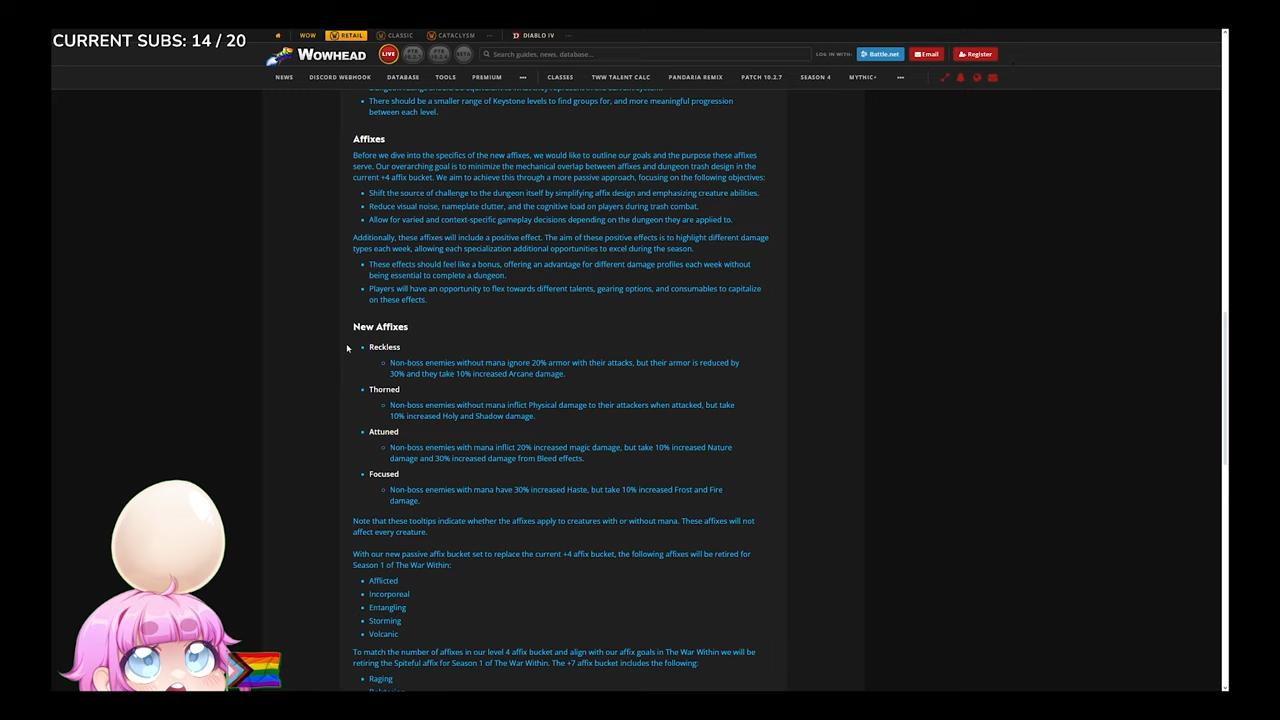 CURRENT SUBS: 14 / 20
WOW
RETAIL
CLASSIC
CATACLYSM
DIABLO IV
WOWHEAD
LIVE
Search guides, news, database...
LOG IN WITH:
Battle.net
Email
Register
NEWS
DISCORD WEBHOOK
DATABASE
TOOLS
PREMIUM
CLASSES
TWW TALENT CALC
PANDARIA REMIX
PATCH 10.2.7
SEASON 4
MYTHIC+
There should be a smaller range of Keystone levels to find groups for, and more meaningful progression
between each level.
Affixes
Before we dive into the specifics of the new affixes, we would like to outline our goals and the purpose these affixes
serve. Our overarching goal is to minimize the mechanical overlap between affixes and dungeon trash design in the
current +4 affix bucket. We aim to achieve this through a more passive approach, focusing on the following objectives:
Shift the source of challenge to the dungeon itself by simplifying affix design and emphasizing creature abilities.
Reduce visual noise, nameplate clutter, and the cognitive load on players during trash combat.
Allow for varied and context-specific gameplay decisions depending on the dungeon they are applied to.
Additionally, these affixes will include a positive effect. The aim of these positive effects is to highlight different damage
types each week, allowing each specialization additional opportunities to excel during the season.
These effects should feel like a bonus, offering an advantage for different damage profiles each week without
being essential to complete a dungeon.
Players will have an opportunity to flex towards different talents, gearing options, and consumables to capitalize
on these effects.
New Affixes
Reckless
Non-boss enemies without mana ignore 20% armor with their attacks, but their armor is reduced by
30% and they take 10% increased Arcane damage.
Thorned
Non-boss enemies without mana inflict Physical damage to their attackers when attacked, but take
10% increased Holy and Shadow damage.
Attuned
Non-boss enemies with mana inflict 20% increased magic damage, but take 10% increased Nature
damage and 30% increased damage from Bleed effects.
Focused
Non-boss enemies with mana have 30% increased Haste, but take 10% increased Frost and Fire
damage.
Note that these tooltips indicate whether the affixes apply to creatures with or without mana. These affixes will not
affect every creature.
With our new passive affix bucket set to replace the current +4 affix bucket, the following affixes will be retired for
Season 1 of The War Within:
Afflicted
Incorporeal
Entangling
Storming
Volcanic
To match the number of affixes in our level 4 affix bucket and align with our affix goals in The War Within we will be
retiring the Spiteful affix for Season 1 of The War Within. The +7 affix bucket includes the following:
Raging